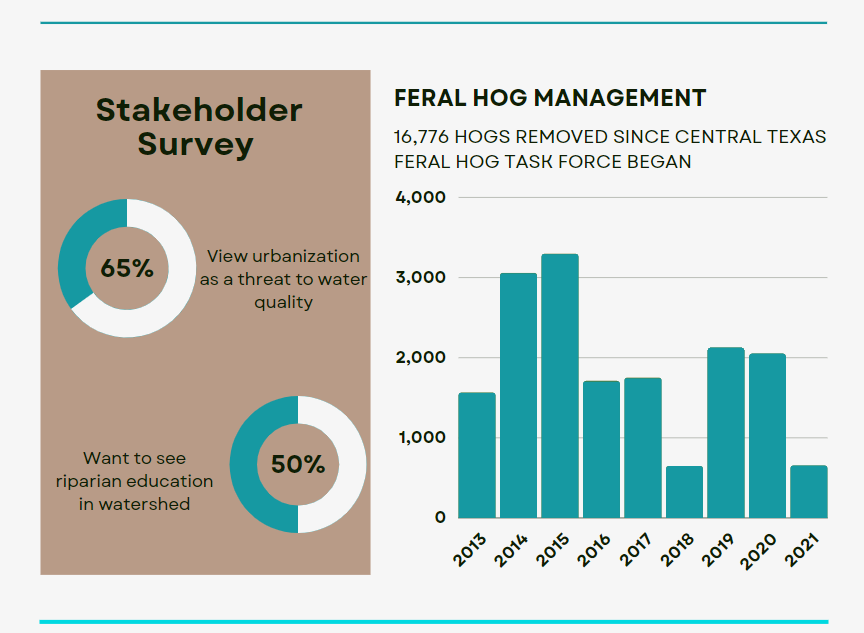 Stakeholder
Survey
65%
View urbanization
as a threat to water
quality
Want to see
riparian education
in watershed
50%
FERAL HOG MANAGEMENT
16,776 HOGS REMOVED SINCE CENTRAL TEXAS
FERAL HOG TASK FORCE BEGAN
4,000
3,000
2,000
1,000
0
2013
2014
2015
2016
2017
2018
2019
2020
2021